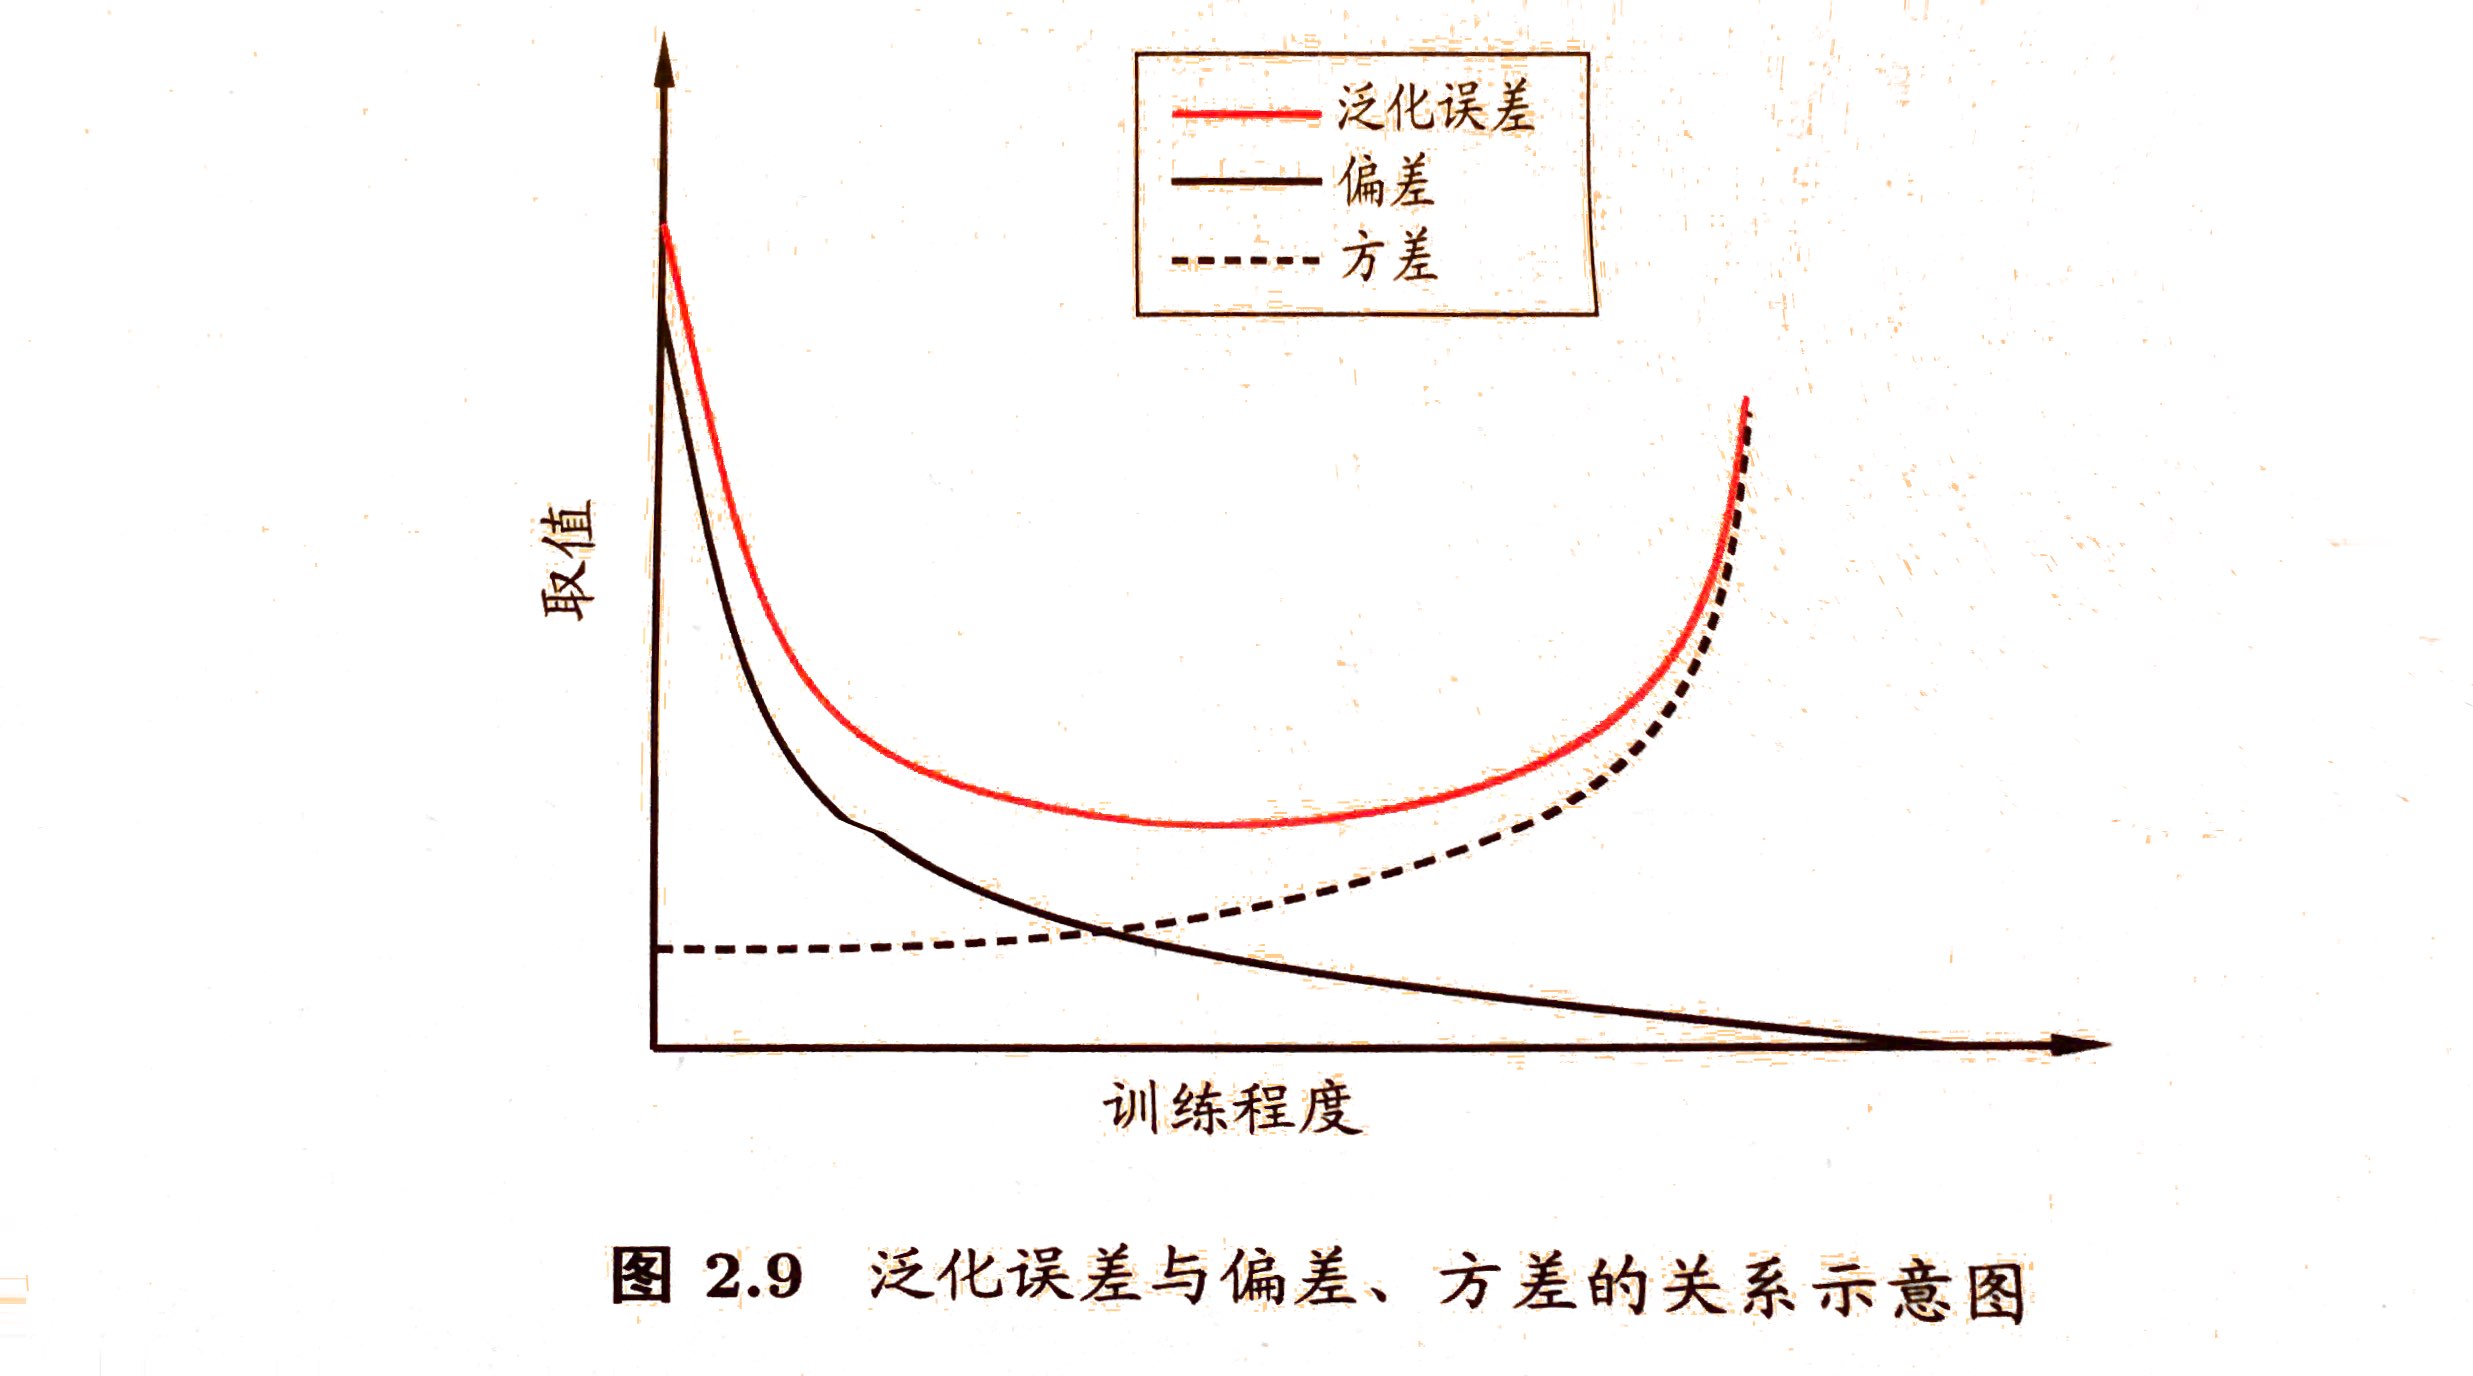 泛化误差
偏差
方差
取值
训练程度
图 2.9 泛化误差与偏差、方差的关系示意图